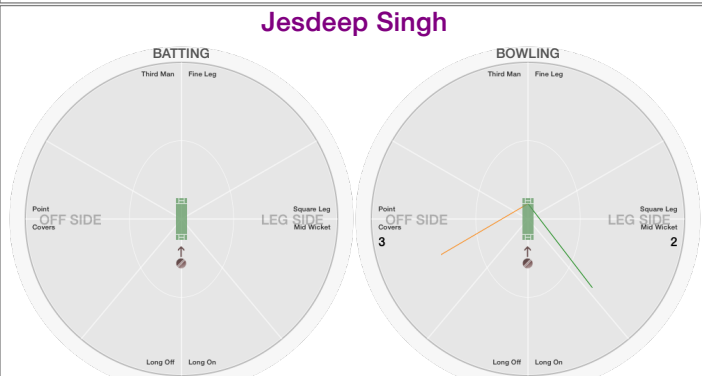 Jesdeep Singh
BATTING
Third Man Fine Leg
Point
OFF SIDE
Covers
Square Leg
LEG SIDE
Mid Wicket
Long Off Long On
BOWLING
Third Man Fine Leg
Point
OFF SIDE
Covers
3
Square Leg
LEG SIDE
Mid Wicket
2
Long Off Long On